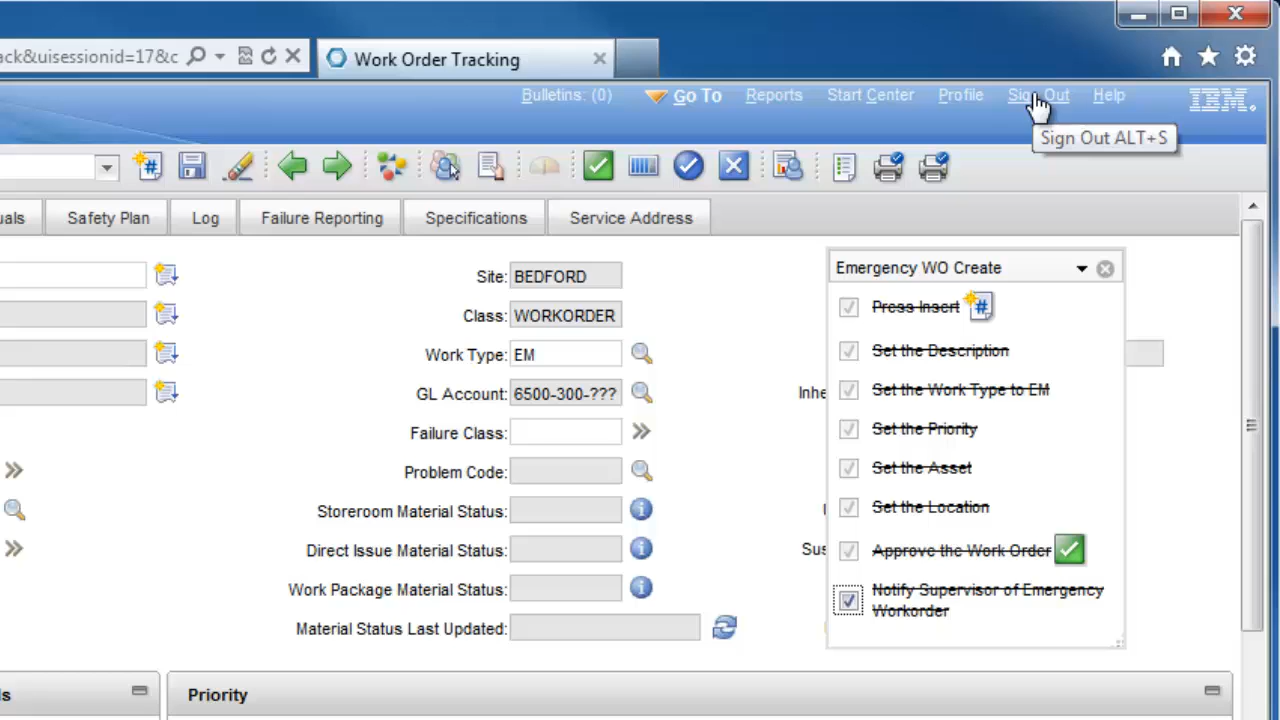 ack&uisessionid=17&c
Work Order Tracking
Bulletins: (0) Go To Reports Start Center Profile Sign Out Help IBM.
Sign Out ALT+S
uals Safety Plan Log Failure Reporting Specifications Service Address
Site: BEDFORD
Class: WORKORDER
Work Type: EM
GL Account: 6500-300-???
Failure Class:
Problem Code:
Storeroom Material Status:
Direct Issue Material Status:
Work Package Material Status:
Material Status Last Updated:
Inhe
Sus
Emergency WO Create
Press Insert
Set the Description
Set the Work Type to EM
Set the Priority
Set the Asset
Set the Location
Approve the Work Order
Notify Supervisor of Emergency
Workorder
ls
Priority